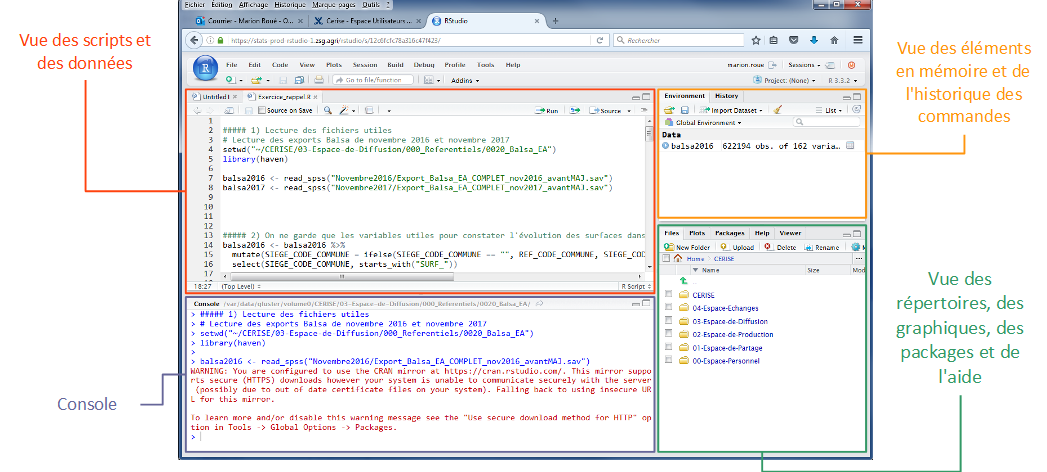 Fichier Édition Affichage Historique Marque-pages Outils ?
Courrier - Marion Roué - O...
Cerise - Espace Utilisateurs ...
RStudio
https://stats-prod-rstudio-1.zsg.agri/rstudio/s/12c6fcfc78a316c47f423/
Rechercher
File Edit Code View Plots Session Build Debug Profile Tools Help
marion.roue
Sessions
Go to file/function
Addins
Project: (None)
R 3.3.2
Vue des scripts et
des données
Untitled1
Exercice_rappel.R
Source on Save
Run
Source
1
2 ##### 1) Lecture des fichiers utiles
3 # Lecture des exports Balsa de novembre 2016 et novembre 2017
4 setwd("~/CERISE/03-Espace-de-Diffusion/000_Referentiels/0020_Balsa_EA")
5 library(haven)
6
7 balsa2016 <- read_spss("Novembre2016/Export_Balsa_EA_COMPLET_nov2016_avantMAJ.sav")
8 balsa2017 <- read_spss("Novembre2017/Export_Balsa_EA_COMPLET_nov2017_avantMAJ.sav")
9
10
11
12
13 ##### 2) On ne garde que les variables utiles pour constater l'évolution des surfaces dans
14 balsa2016 <- balsa2016 %>%
15 mutate(SIEGE_CODE_COMMUNE = ifelse(SIEGE_CODE_COMMUNE == "", REF_CODE_COMMUNE, SIEGE_COD
16 select(SIEGE_CODE_COMMUNE, starts_with("SURF_"))
17
18:27 (Top Level)
R Script
Console /var/data/qluster/volume0/CERISE/03-Espace-de-Diffusion/000_Referentiels/0020_Balsa_EA/
> ##### 1) Lecture des fichiers utiles
> # Lecture des exports Balsa de novembre 2016 et novembre 2017
> setwd("~/CERISE/03-Espace-de-Diffusion/000_Referentiels/0020_Balsa_EA")
> library(haven)
>
> balsa2016 <- read_spss("Novembre2016/Export_Balsa_EA_COMPLET_nov2016_avantMAJ.sav")
WARNING: You are configured to use the CRAN mirror at https://cran.rstudio.com/. This mirror suppo
rts secure (HTTPS) downloads however your system is unable to communicate securely with the server
(possibly due to out of date certificate files on your system). Falling back to using insecure UR
L for this mirror.
To learn more and/or disable this warning message see the "Use secure download method for HTTP" op
tion in Tools -> Global Options -> Packages.
>
Console
Environment History
Import Dataset
List
Global Environment
Data
balsa2016 622194 obs. of 162 varia...
Vue des éléments
en mémoire et de
l'historique des
commandes
Files Plots Packages Help Viewer
New Folder Upload Delete Rename M
Home CERISE
Name Size Mod
..
CERISE
04-Espace-Echanges
03-Espace-de-Diffusion
02-Espace-de-Production
01-Espace-de-Partage
00-Espace-Personnel
Vue des
répertoires, des
graphiques, des
packages et de
l'aide